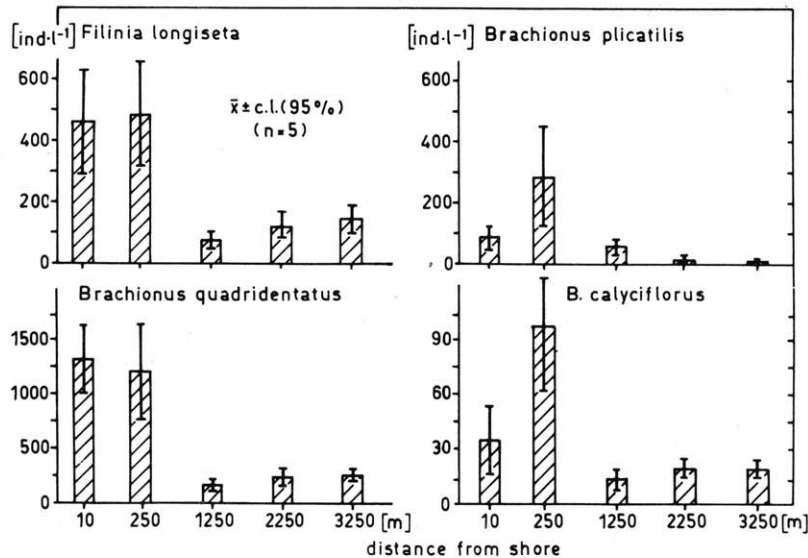 [ind·l⁻¹] Filinia longiseta
600
400
200
0
x̄ ± c.l. (95%)
(n=5)
[ind·l⁻¹] Brachionus plicatilis
600
400
200
0
Brachionus quadridentatus
1500
1000
500
0
10 250 1250 2250 3250 [m]
B. calyciflorus
90
60
30
0
10 250 1250 2250 3250 [m]
distance from shore